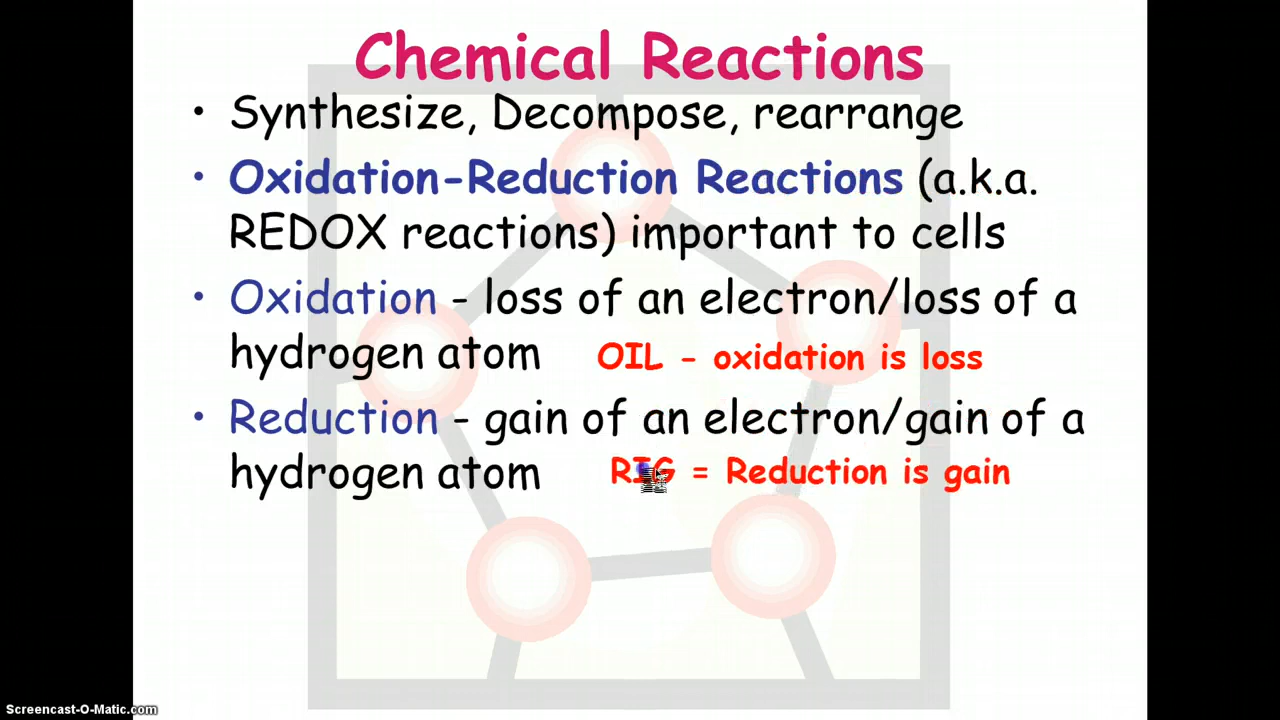 Chemical Reactions
• Synthesize, Decompose, rearrange
• Oxidation-Reduction Reactions (a.k.a.
REDOX reactions) important to cells
• Oxidation - loss of an electron/loss of a
hydrogen atom OIL - oxidation is loss
• Reduction - gain of an electron/gain of a
hydrogen atom RIG = Reduction is gain
Screencast-O-Matic.com